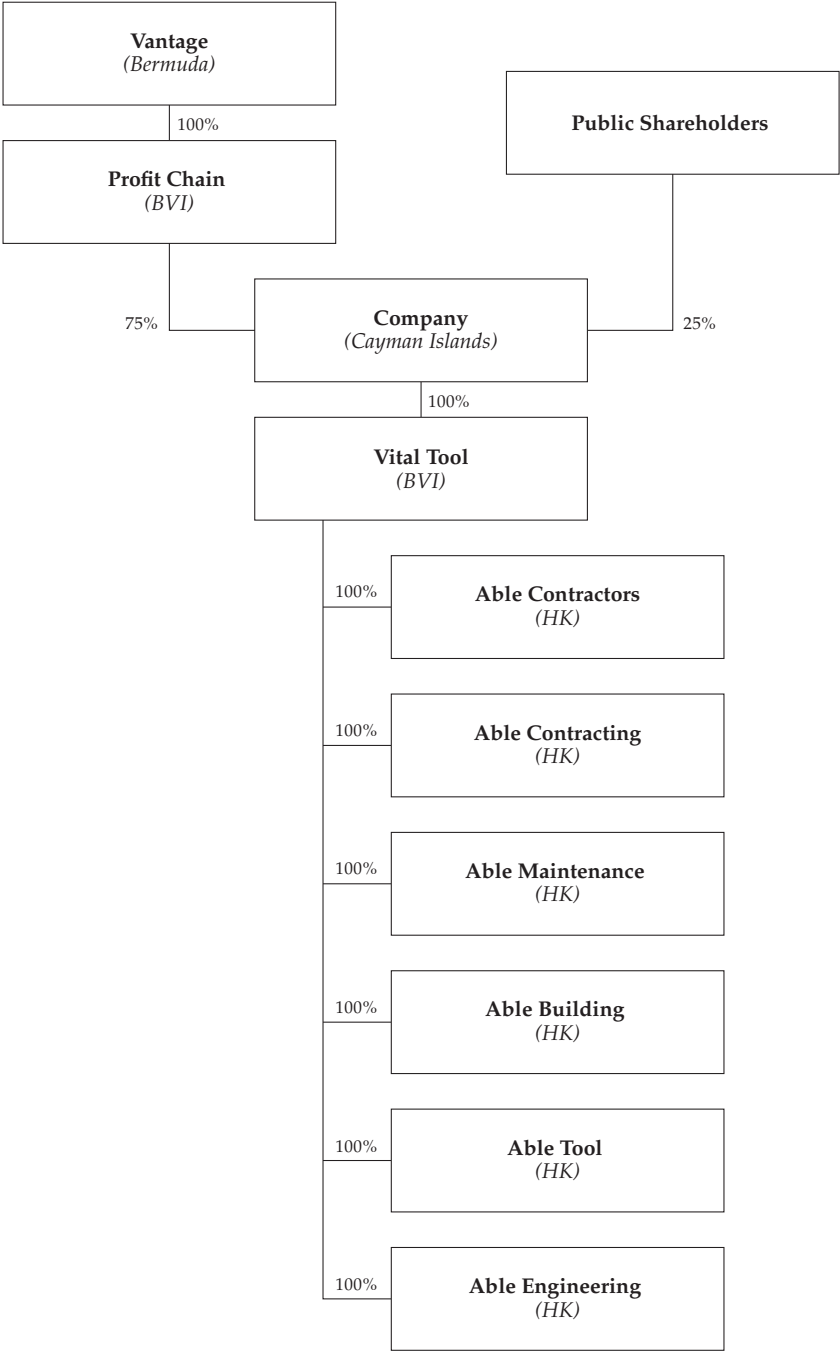 Vantage
(Bermuda)
Public Shareholders
100%
Profit Chain
(BVI)
75%
Company
(Cayman Islands)
25%
100%
Vital Tool
(BVI)
100%
Able Contractors
(HK)
100%
Able Contracting
(HK)
100%
Able Maintenance
(HK)
100%
Able Building
(HK)
100%
Able Tool
(HK)
100%
Able Engineering
(HK)